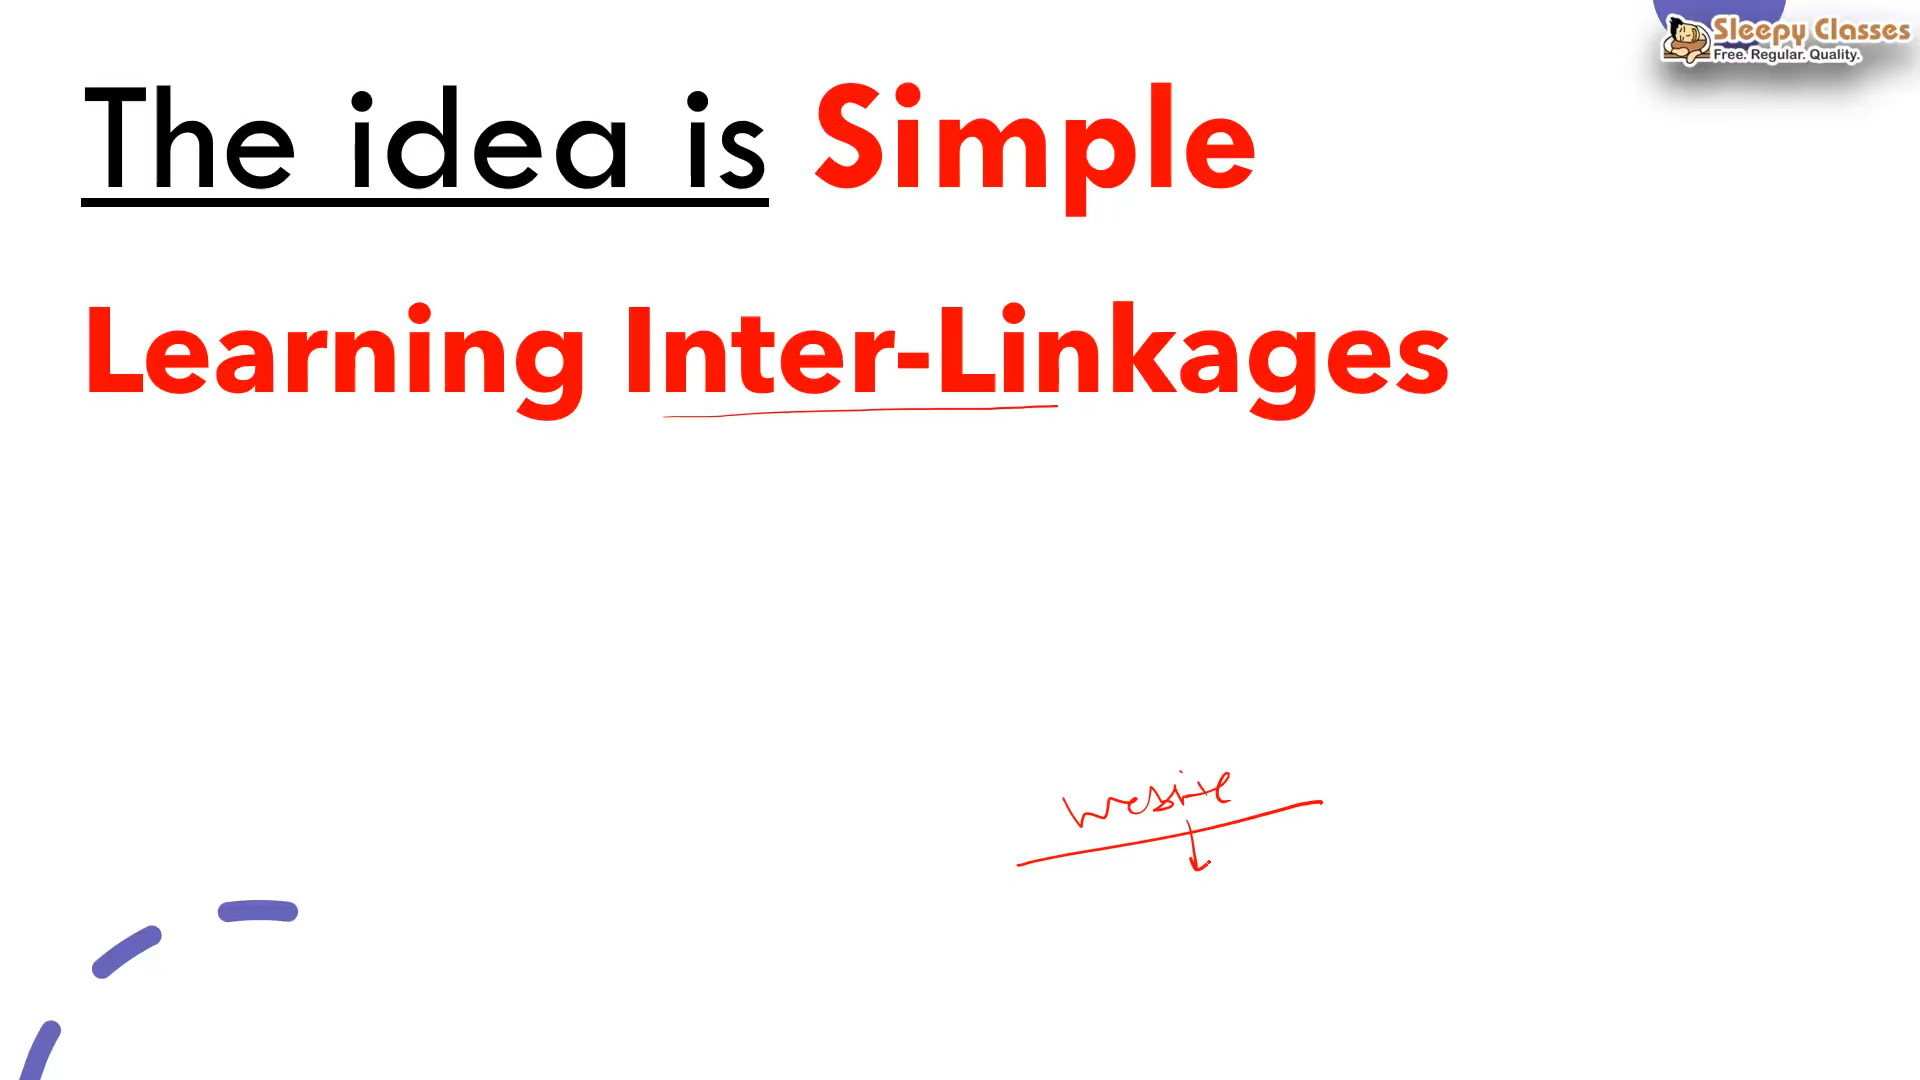 Sleepy Classes
Free. Regular. Quality.
The idea is Simple
Learning Inter-Linkages
website